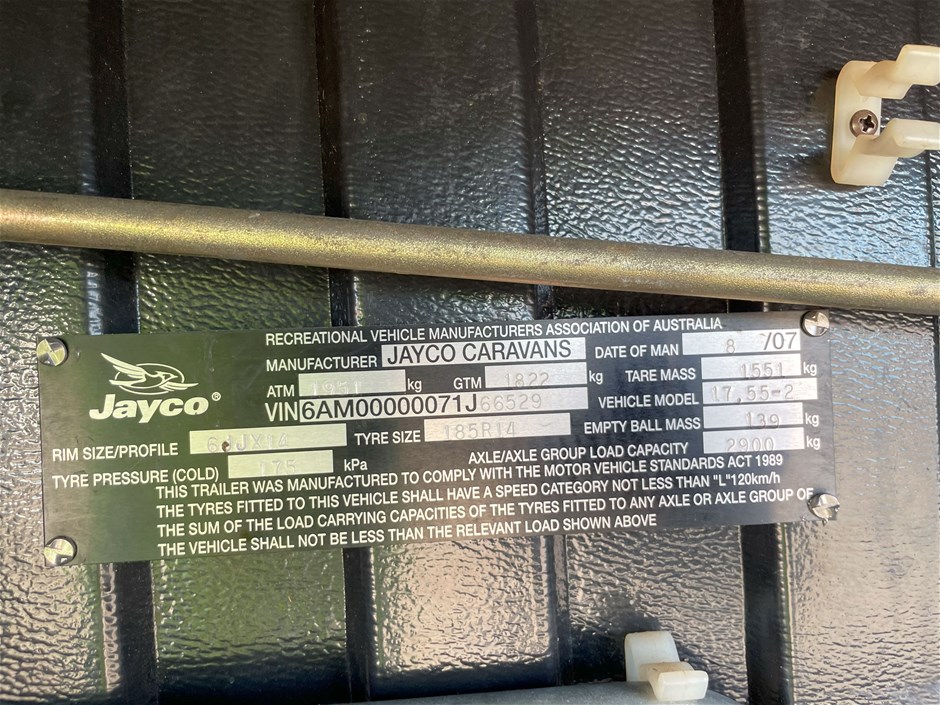 RECREATIONAL VEHICLE MANUFACTURERS ASSOCIATION OF AUSTRALIA
MANUFACTURER JAYCO CARAVANS DATE OF MAN 8 /07
ATM 1951 kg GTM 1822 kg TARE MASS 1551 kg
Jayco®
VIN 6AM00000071J66529 VEHICLE MODEL 17.55-2
RIM SIZE/PROFILE TYRE SIZE 185R14 EMPTY BALL MASS 139 kg
TYRE PRESSURE (COLD) 175 kPa AXLE/AXLE GROUP LOAD CAPACITY 2900 kg
THIS TRAILER WAS MANUFACTURED TO COMPLY WITH THE MOTOR VEHICLE STANDARDS ACT 1989
THE TYRES FITTED TO THIS VEHICLE SHALL HAVE A SPEED CATEGORY NOT LESS THAN "L"120km/h
THE SUM OF THE LOAD CARRYING CAPACITIES OF THE TYRES FITTED TO ANY AXLE OR AXLE GROUP OF
THE VEHICLE SHALL NOT BE LESS THAN THE RELEVANT LOAD SHOWN ABOVE